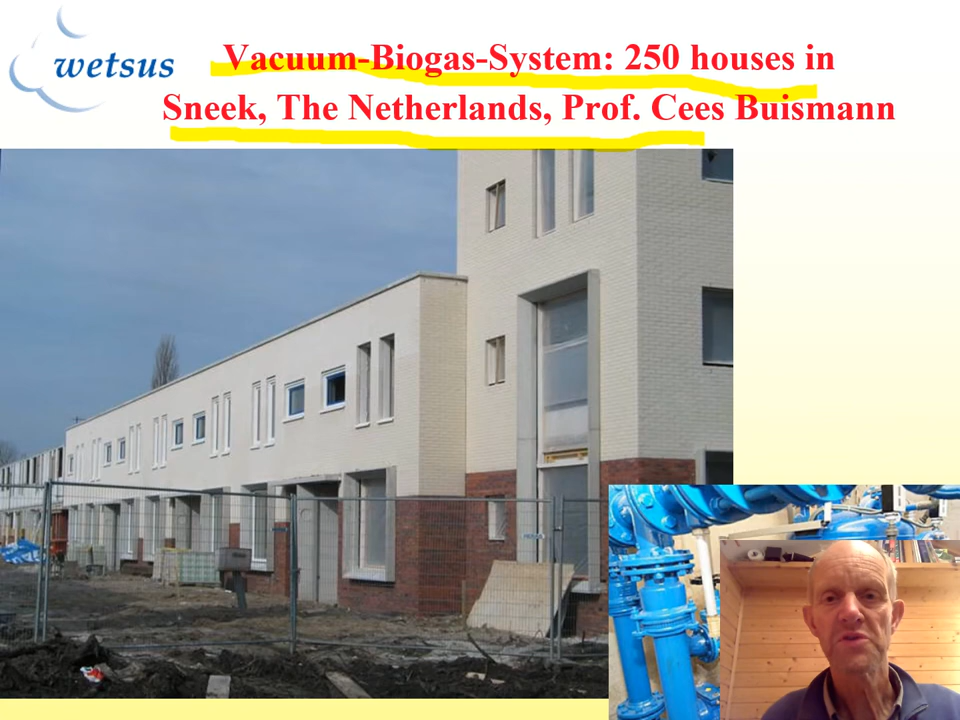 wetsus
Vacuum-Biogas-System: 250 houses in
Sneek, The Netherlands, Prof. Cees Buismann